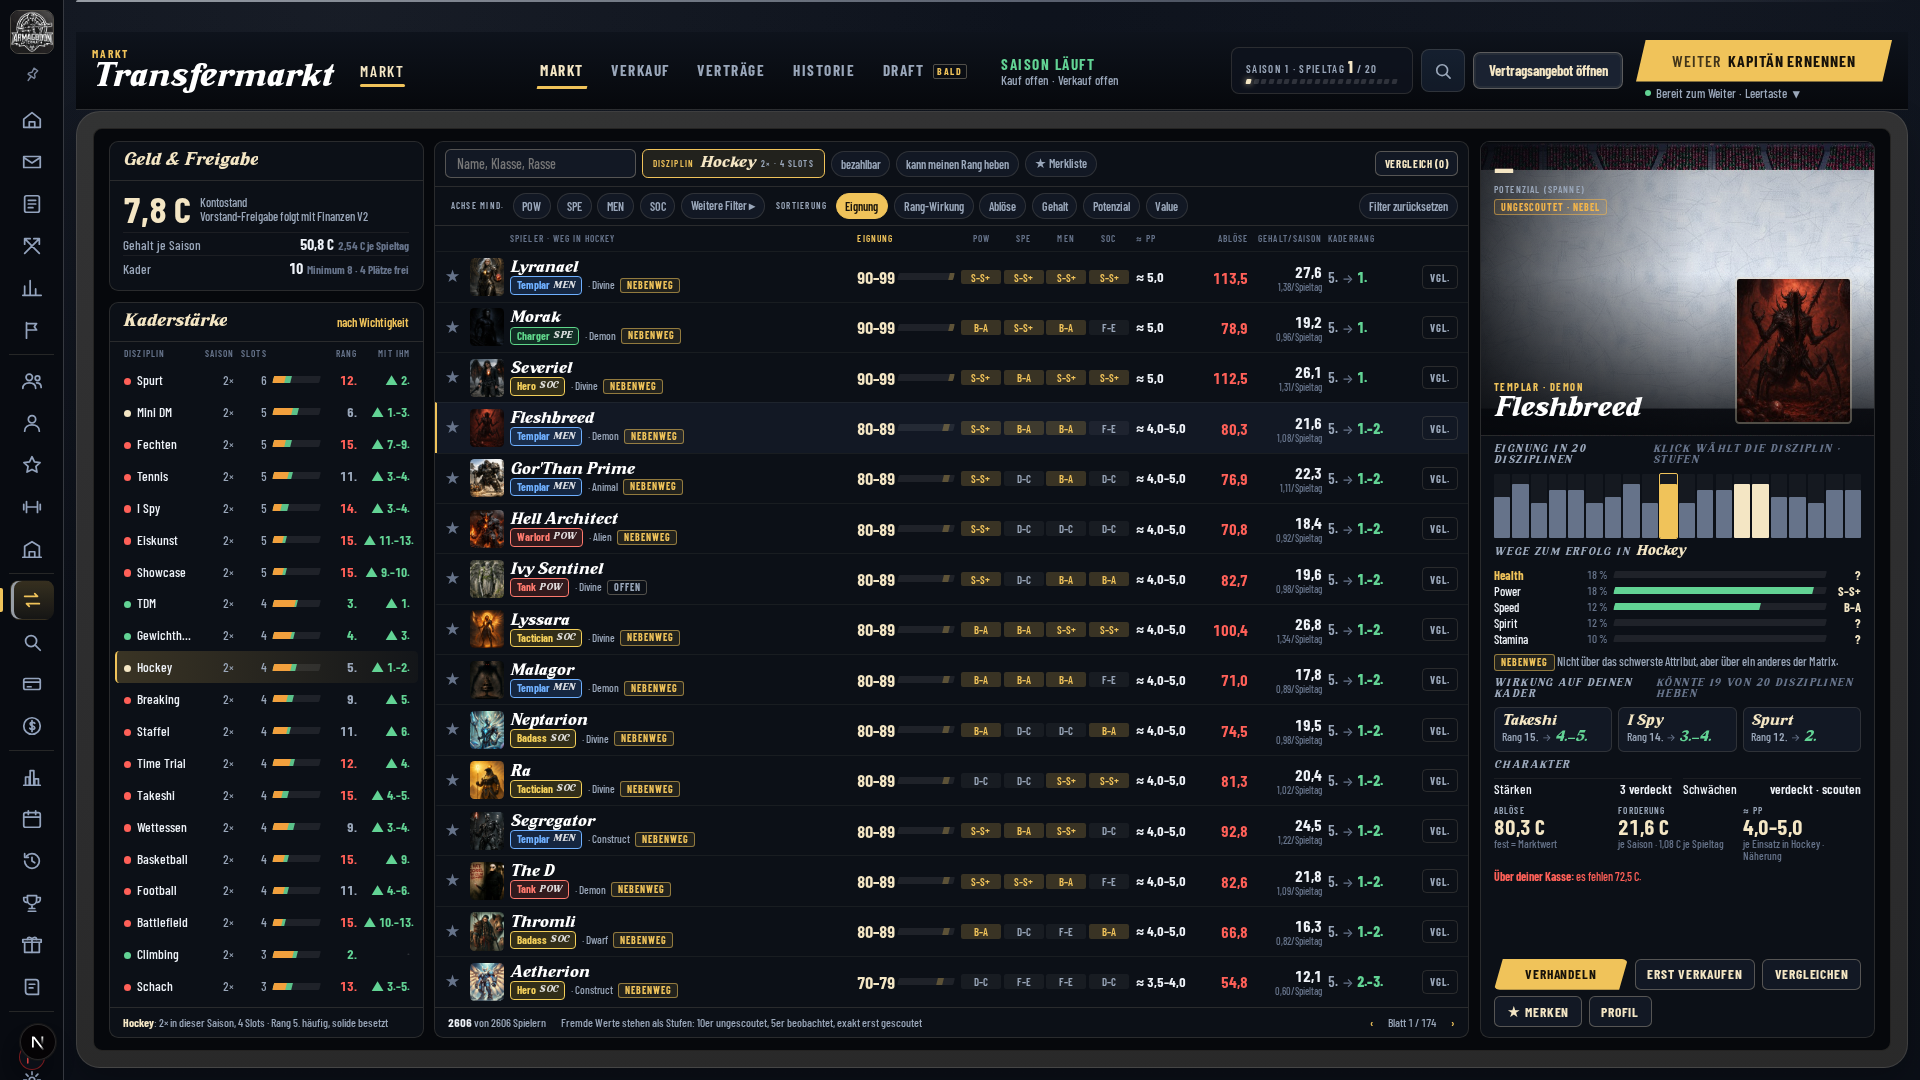 MARKT
Transfermarkt
MARKT
MARKT
VERKAUF
VERTRÄGE
HISTORIE
DRAFT BALD
SAISON LÄUFT
Kauf offen · Verkauf offen
SAISON 1 · SPIELTAG 1 / 20
Vertragsangebot öffnen
WEITER KAPITÄN ERNENNEN
Bereit zum Weiter · Leertaste ▼
Geld & Freigabe
7,8 C
Kontostand
Vorstand-Freigabe folgt mit Finanzen V2
Gehalt je Saison 50,8 C 2,54 C je Spieltag
Kader 10 Minimum 8 · 4 Plätze frei
Kaderstärke nach Wichtigkeit
DISZIPLIN SAISON SLOTS RANG MIT IHM
Spurt 2× 6 12. ▲ 2.
Mini DM 2× 5 6. ▲ 1.-3.
Fechten 2× 5 15. ▲ 7.-9.
Tennis 2× 5 11. ▲ 3.-4.
I Spy 2× 5 14. ▲ 3.-4.
Eiskunst 2× 5 15. ▲ 11.-13.
Showcase 2× 5 15. ▲ 9.-10.
TDM 2× 4 3. ▲ 1.
Gewichth... 2× 4 4. ▲ 3.
Hockey 2× 4 5. ▲ 1.-2.
Breaking 2× 4 9. ▲ 5.
Staffel 2× 4 11. ▲ 6.
Time Trial 2× 4 12. ▲ 4.
Takeshi 2× 4 15. ▲ 4.-5.
Wettessen 2× 4 9. ▲ 3.-4.
Basketball 2× 4 15. ▲ 9.
Football 2× 4 11. ▲ 4.-6.
Battlefield 2× 4 15. ▲ 10.-13.
Climbing 2× 3 2.
Schach 2× 3 13. ▲ 3.-5.
Hockey: 2× in dieser Saison, 4 Slots · Rang 5. häufig, solide besetzt
Name, Klasse, Rasse
DISZIPLIN Hockey 2× · 4 SLOTS
bezahlbar
kann meinen Rang heben
★ Merkliste
VERGLEICH (0)
ACHSE MIND. POW SPE MEN SOC Weitere Filter ▸ SORTIERUNG Eignung Rang-Wirkung Ablöse Gehalt Potenzial Value Filter zurücksetzen
SPIELER · WEG IN HOCKEY EIGNUNG POW SPE MEN SOC ≈ PP ABLÖSE GEHALT/SAISON KADERRANG
Lyranael
Templar MEN · Divine NEBENWEG 90-99 S-S+ S-S+ S-S+ S-S+ ≈ 5,0 113,5 27,6 1,38/Spieltag 5. → 1. VGL.
Morak
Charger SPE · Demon NEBENWEG 90-99 B-A S-S+ B-A F-E ≈ 5,0 78,9 19,2 0,96/Spieltag 5. → 1. VGL.
Severiel
Hero SOC · Divine NEBENWEG 90-99 S-S+ B-A S-S+ S-S+ ≈ 5,0 112,5 26,1 1,31/Spieltag 5. → 1. VGL.
Fleshbreed
Templar MEN · Demon NEBENWEG 80-89 S-S+ B-A B-A F-E ≈ 4,0-5,0 80,3 21,6 1,08/Spieltag 5. → 1.-2. VGL.
Gor'Than Prime
Templar MEN · Animal NEBENWEG 80-89 S-S+ D-C B-A D-C ≈ 4,0-5,0 76,9 22,3 1,11/Spieltag 5. → 1.-2. VGL.
Hell Architect
Warlord POW · Alien NEBENWEG 80-89 S-S+ D-C D-C D-C ≈ 4,0-5,0 70,8 18,4 0,92/Spieltag 5. → 1.-2. VGL.
Ivy Sentinel
Tank POW · Divine OFFEN 80-89 S-S+ D-C B-A B-A ≈ 4,0-5,0 82,7 19,6 0,98/Spieltag 5. → 1.-2. VGL.
Lyssara
Tactician SOC · Divine NEBENWEG 80-89 B-A B-A S-S+ S-S+ ≈ 4,0-5,0 100,4 26,8 1,34/Spieltag 5. → 1.-2. VGL.
Malagor
Templar MEN · Demon NEBENWEG 80-89 B-A B-A B-A F-E ≈ 4,0-5,0 71,0 17,8 0,89/Spieltag 5. → 1.-2. VGL.
Neptarion
Badass SOC · Divine NEBENWEG 80-89 B-A D-C D-C B-A ≈ 4,0-5,0 74,5 19,5 0,98/Spieltag 5. → 1.-2. VGL.
Ra
Tactician SOC · Divine NEBENWEG 80-89 D-C D-C S-S+ S-S+ ≈ 4,0-5,0 81,3 20,4 1,02/Spieltag 5. → 1.-2. VGL.
Segregator
Templar MEN · Construct NEBENWEG 80-89 S-S+ B-A S-S+ D-C ≈ 4,0-5,0 92,8 24,5 1,22/Spieltag 5. → 1.-2. VGL.
The D
Tank POW · Demon NEBENWEG 80-89 S-S+ S-S+ B-A F-E ≈ 4,0-5,0 82,6 21,8 1,09/Spieltag 5. → 1.-2. VGL.
Thromli
Badass SOC · Dwarf NEBENWEG 80-89 B-A D-C F-E B-A ≈ 4,0-5,0 66,8 16,3 0,82/Spieltag 5. → 1.-2. VGL.
Aetherion
Hero SOC · Construct NEBENWEG 70-79 D-C F-E F-E D-C ≈ 3,5-4,0 54,8 12,1 0,60/Spieltag 5. → 2.-3. VGL.
2606 von 2606 Spielern Fremde Werte stehen als Stufen: 10er ungescoutet, 5er beobachtet, exakt erst gescoutet ‹ Blatt 1 / 174 ›
POTENZIAL (SPANNE)
UNGESCOUTET · NEBEL
TEMPLAR · DEMON
Fleshbreed
EIGNUNG IN 20 DISZIPLINEN
KLICK WÄHLT DIE DISZIPLIN · STUFEN
WEGE ZUM ERFOLG IN Hockey
Health 18 % ?
Power 18 % S-S+
Speed 12 % B-A
Spirit 12 % ?
Stamina 10 % ?
NEBENWEG Nicht über das schwerste Attribut, aber über ein anderes der Matrix.
WIRKUNG AUF DEINEN KADER
KÖNNTE 19 VON 20 DISZIPLINEN HEBEN
Takeshi
Rang 15. → 4.-5.
I Spy
Rang 14. → 3.-4.
Spurt
Rang 12. → 2.
CHARAKTER
Stärken 3 verdeckt Schwächen verdeckt · scouten
ABLÖSE
80,3 C
fest = Marktwert
FORDERUNG
21,6 C
je Saison · 1,08 C je Spieltag
≈ PP
4,0-5,0
je Einsatz in Hockey · Näherung
Über deiner Kasse: es fehlen 72,5 C.
VERHANDELN
ERST VERKAUFEN
VERGLEICHEN
★ MERKEN
PROFIL
N